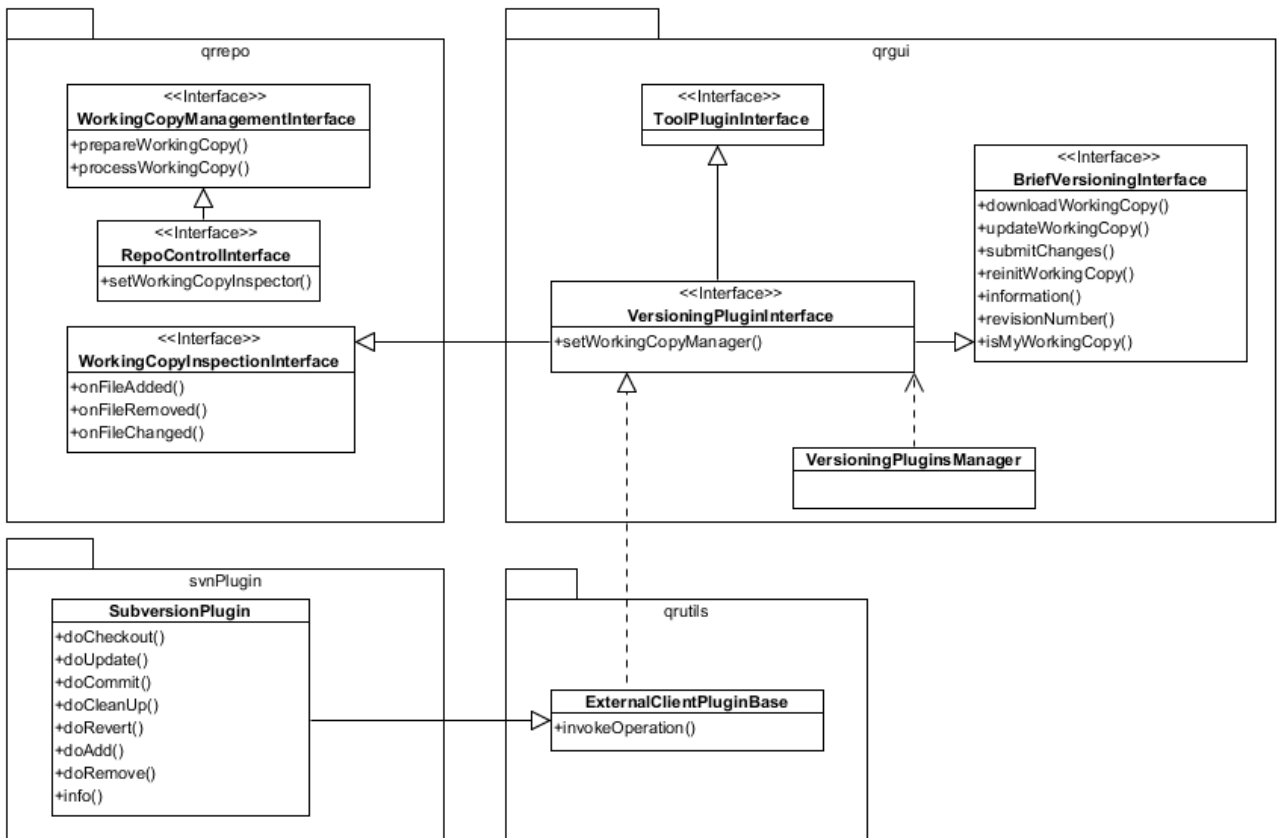 qrrepo
<<Interface>>
WorkingCopyManagementInterface
+prepareWorkingCopy()
+processWorkingCopy()
<<Interface>>
RepoControlInterface
+setWorkingCopyInspector()
<<Interface>>
WorkingCopyInspectionInterface
+onFileAdded()
+onFileRemoved()
+onFileChanged()
qrgui
<<Interface>>
ToolPluginInterface
<<Interface>>
BriefVersioningInterface
+downloadWorkingCopy()
+updateWorkingCopy()
+submitChanges()
+reinitWorkingCopy()
+information()
+revisionNumber()
+isMyWorkingCopy()
<<Interface>>
VersioningPluginInterface
+setWorkingCopyManager()
VersioningPluginsManager
svnPlugin
SubversionPlugin
+doCheckout()
+doUpdate()
+doCommit()
+doCleanUp()
+doRevert()
+doAdd()
+doRemove()
+info()
qrutils
ExternalClientPluginBase
+invokeOperation()